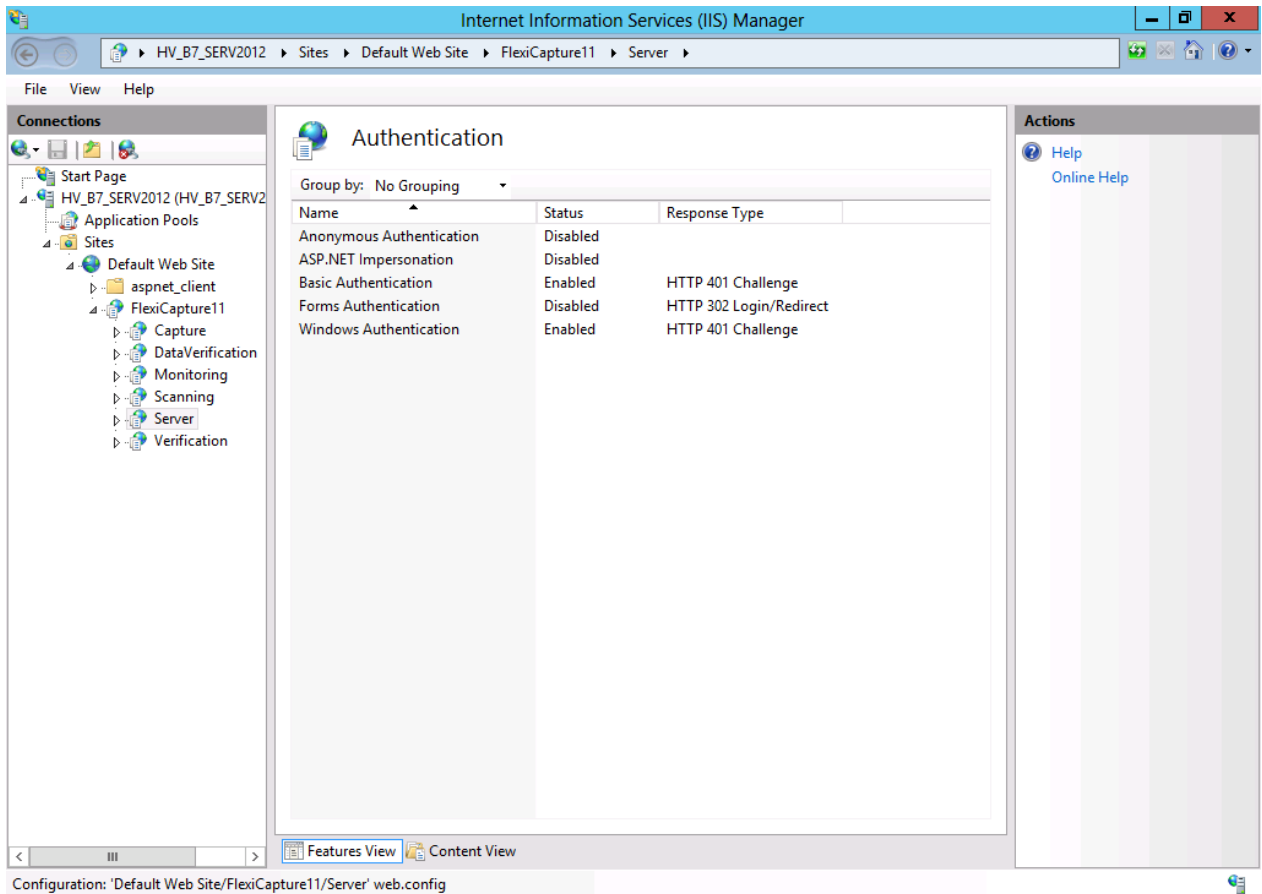 Internet Information Services (IIS) Manager
HV_B7_SERV2012 Sites Default Web Site FlexiCapture11 Server
File View Help
Connections
Start Page
HV_B7_SERV2012 (HV_B7_SERV2
Application Pools
Sites
Default Web Site
aspnet_client
FlexiCapture11
Capture
DataVerification
Monitoring
Scanning
Server
Verification
Authentication
Group by: No Grouping
Name Status Response Type
Anonymous Authentication Disabled
ASP.NET Impersonation Disabled
Basic Authentication Enabled HTTP 401 Challenge
Forms Authentication Disabled HTTP 302 Login/Redirect
Windows Authentication Enabled HTTP 401 Challenge
Features View Content View
Actions
Help
Online Help
Configuration: 'Default Web Site/FlexiCapture11/Server' web.config